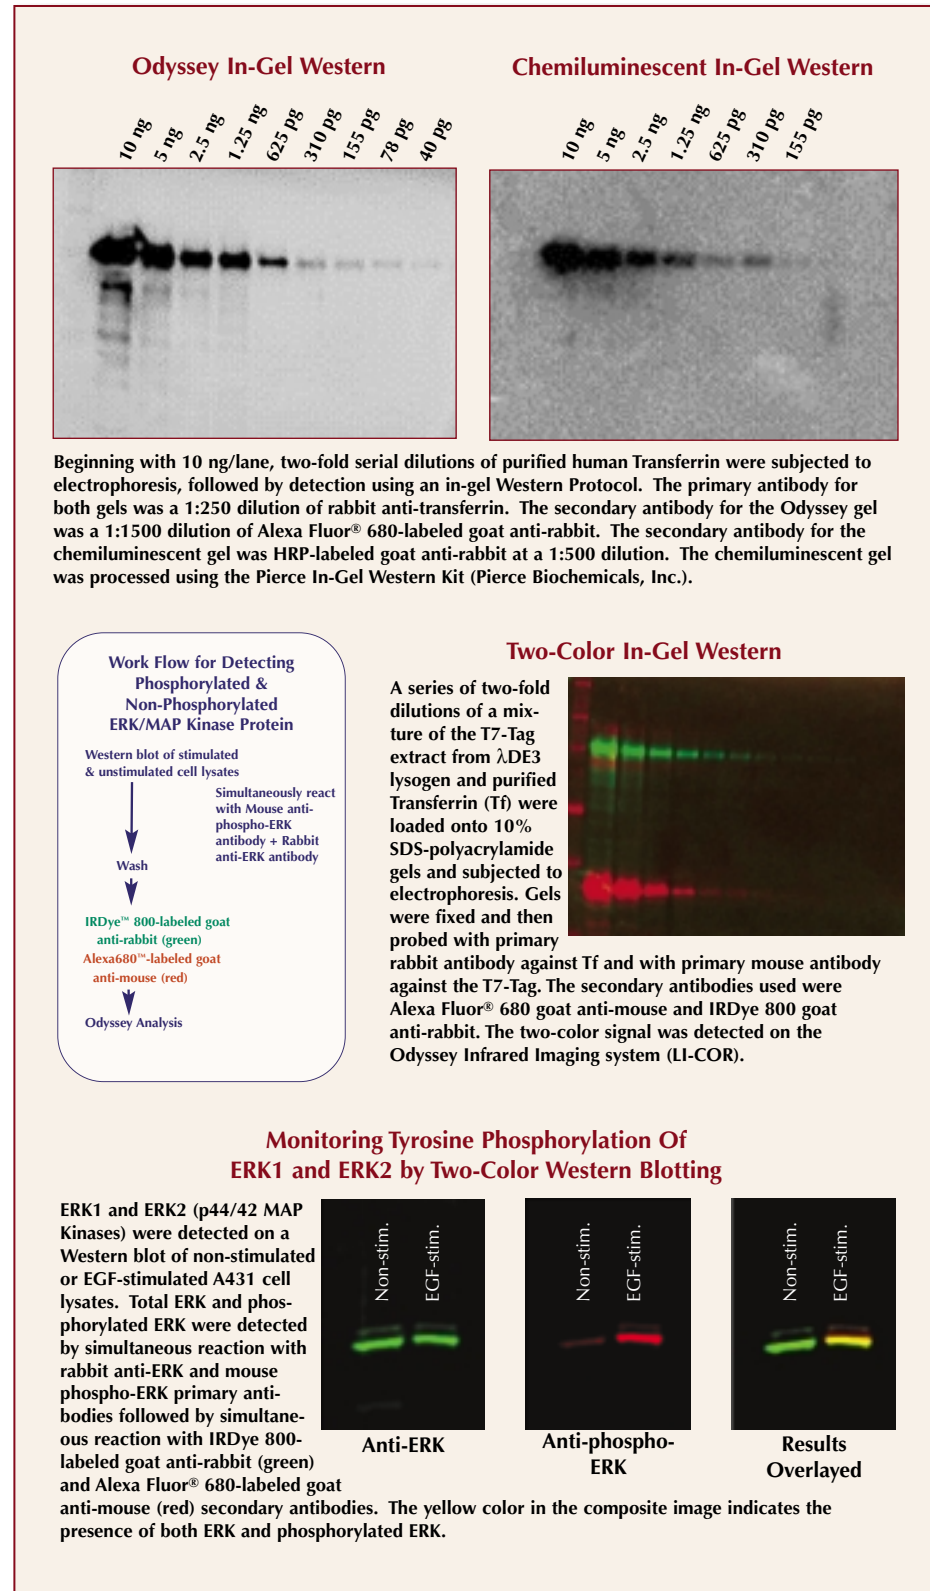 Odyssey In-Gel Western
10 ng
5 ng
2.5 ng
1.25 ng
625 pg
310 pg
155 pg
78 pg
40 pg
Chemiluminescent In-Gel Western
10 ng
5 ng
2.5 ng
1.25 ng
625 pg
310 pg
155 pg
Beginning with 10 ng/lane, two-fold serial dilutions of purified human Transferrin were subjected to
electrophoresis, followed by detection using an in-gel Western Protocol. The primary antibody for
both gels was a 1:250 dilution of rabbit anti-transferrin. The secondary antibody for the Odyssey gel
was a 1:1500 dilution of Alexa Fluor® 680-labeled goat anti-rabbit. The secondary antibody for the
chemiluminescent gel was HRP-labeled goat anti-rabbit at a 1:500 dilution. The chemiluminescent gel
was processed using the Pierce In-Gel Western Kit (Pierce Biochemicals, Inc.).
Work Flow for Detecting
Phosphorylated &
Non-Phosphorylated
ERK/MAP Kinase Protein
Western blot of stimulated
& unstimulated cell lysates
Simultaneously react
with Mouse anti-
phospho-ERK
antibody + Rabbit
anti-ERK antibody
Wash
IRDye™ 800-labeled goat
anti-rabbit (green)
Alexa680™-labeled goat
anti-mouse (red)
Odyssey Analysis
Two-Color In-Gel Western
A series of two-fold
dilutions of a mix-
ture of the T7-Tag
extract from λDE3
lysogen and purified
Transferrin (Tf) were
loaded onto 10%
SDS-polyacrylamide
gels and subjected to
electrophoresis. Gels
were fixed and then
probed with primary
rabbit antibody against Tf and with primary mouse antibody
against the T7-Tag. The secondary antibodies used were
Alexa Fluor® 680 goat anti-mouse and IRDye 800 goat
anti-rabbit. The two-color signal was detected on the
Odyssey Infrared Imaging system (LI-COR).
Monitoring Tyrosine Phosphorylation Of
ERK1 and ERK2 by Two-Color Western Blotting
ERK1 and ERK2 (p44/42 MAP
Kinases) were detected on a
Western blot of non-stimulated
or EGF-stimulated A431 cell
lysates. Total ERK and phos-
phorylated ERK were detected
by simultaneous reaction with
rabbit anti-ERK and mouse
phospho-ERK primary anti-
bodies followed by simultane-
ous reaction with IRDye 800-
labeled goat anti-rabbit (green)
and Alexa Fluor® 680-labeled goat
anti-mouse (red) secondary antibodies. The yellow color in the composite image indicates the
presence of both ERK and phosphorylated ERK.
Non-stim.
EGF-stim.
Anti-ERK
Non-stim.
EGF-stim.
Anti-phospho-
ERK
Non-stim.
EGF-stim.
Results
Overlayed